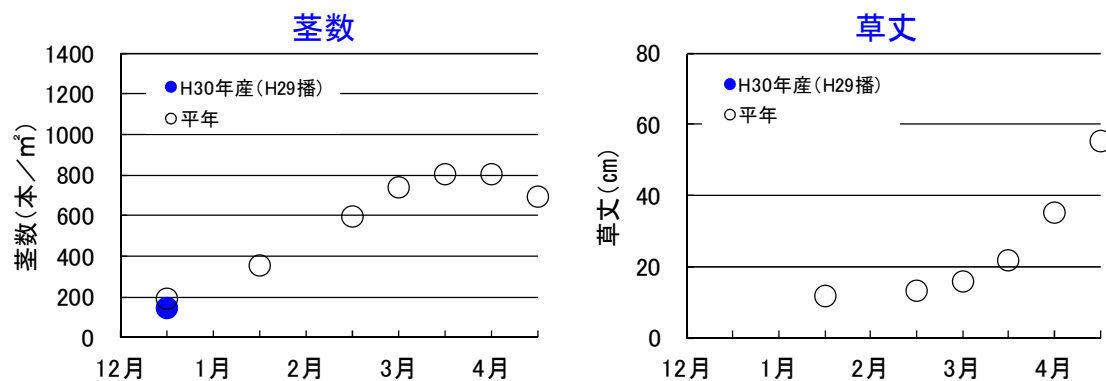 茎数
茎数(本/㎡)
1400
1200
1000
800
600
400
200
0
●H30年産(H29播)
○平年
12月 1月 2月 3月 4月
草丈
草丈(㎝)
80
60
40
20
0
●H30年産(H29播)
○平年
12月 1月 2月 3月 4月